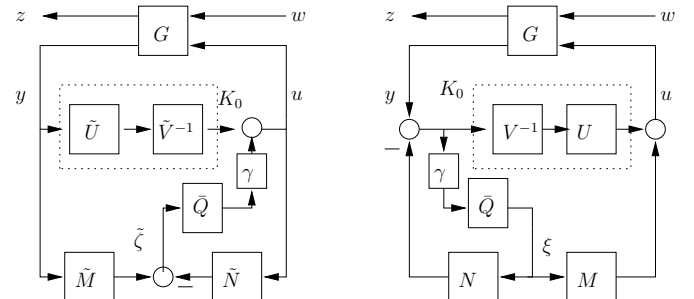 z G w z G w
y K₀ u y K₀ u
Ũ Ṽ⁻¹ V⁻¹ U
− γ γ
Q̄ Q̄
ζ̃ ξ
M̃ − Ñ N M